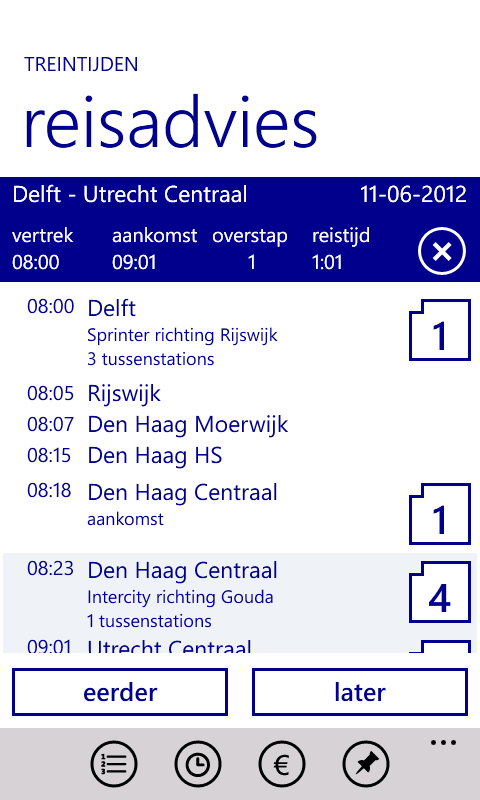 TREINTIJDEN
reisadvies
Delft - Utrecht Centraal 11-06-2012
vertrek aankomst overstap reistijd
08:00 09:01 1 1:01
08:00 Delft 1
Sprinter richting Rijswijk
3 tussenstations
08:05 Rijswijk
08:07 Den Haag Moerwijk
08:15 Den Haag HS
08:18 Den Haag Centraal 1
aankomst
08:23 Den Haag Centraal 4
Intercity richting Gouda
1 tussenstations
09:01 Utrecht Centraal
eerder later
1 2 3 €